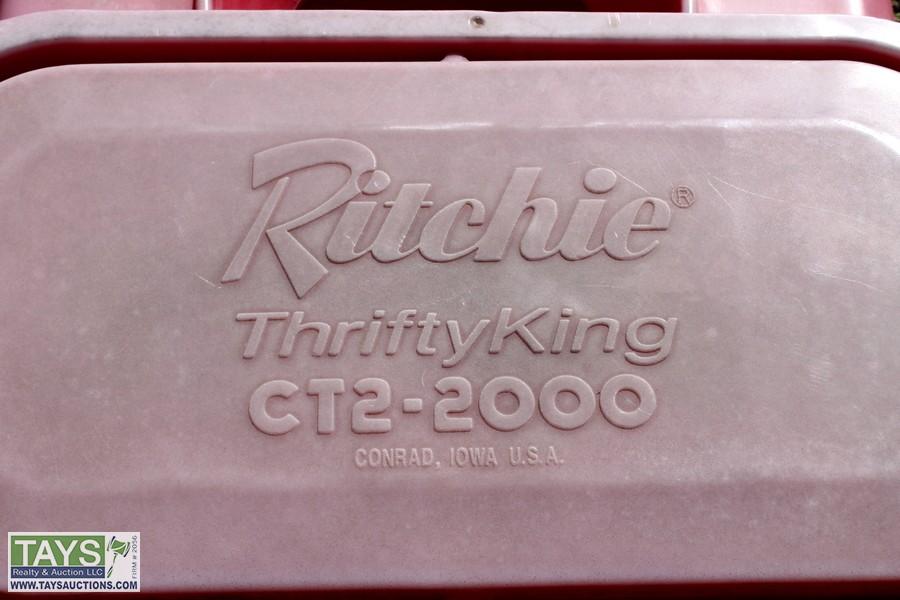 Ritchie®
ThriftyKing
CT2-2000
CONRAD, IOWA U.S.A.
TAYS
Realty & Auction LLC
FIRM # 2056
WWW.TAYSAUCTIONS.COM